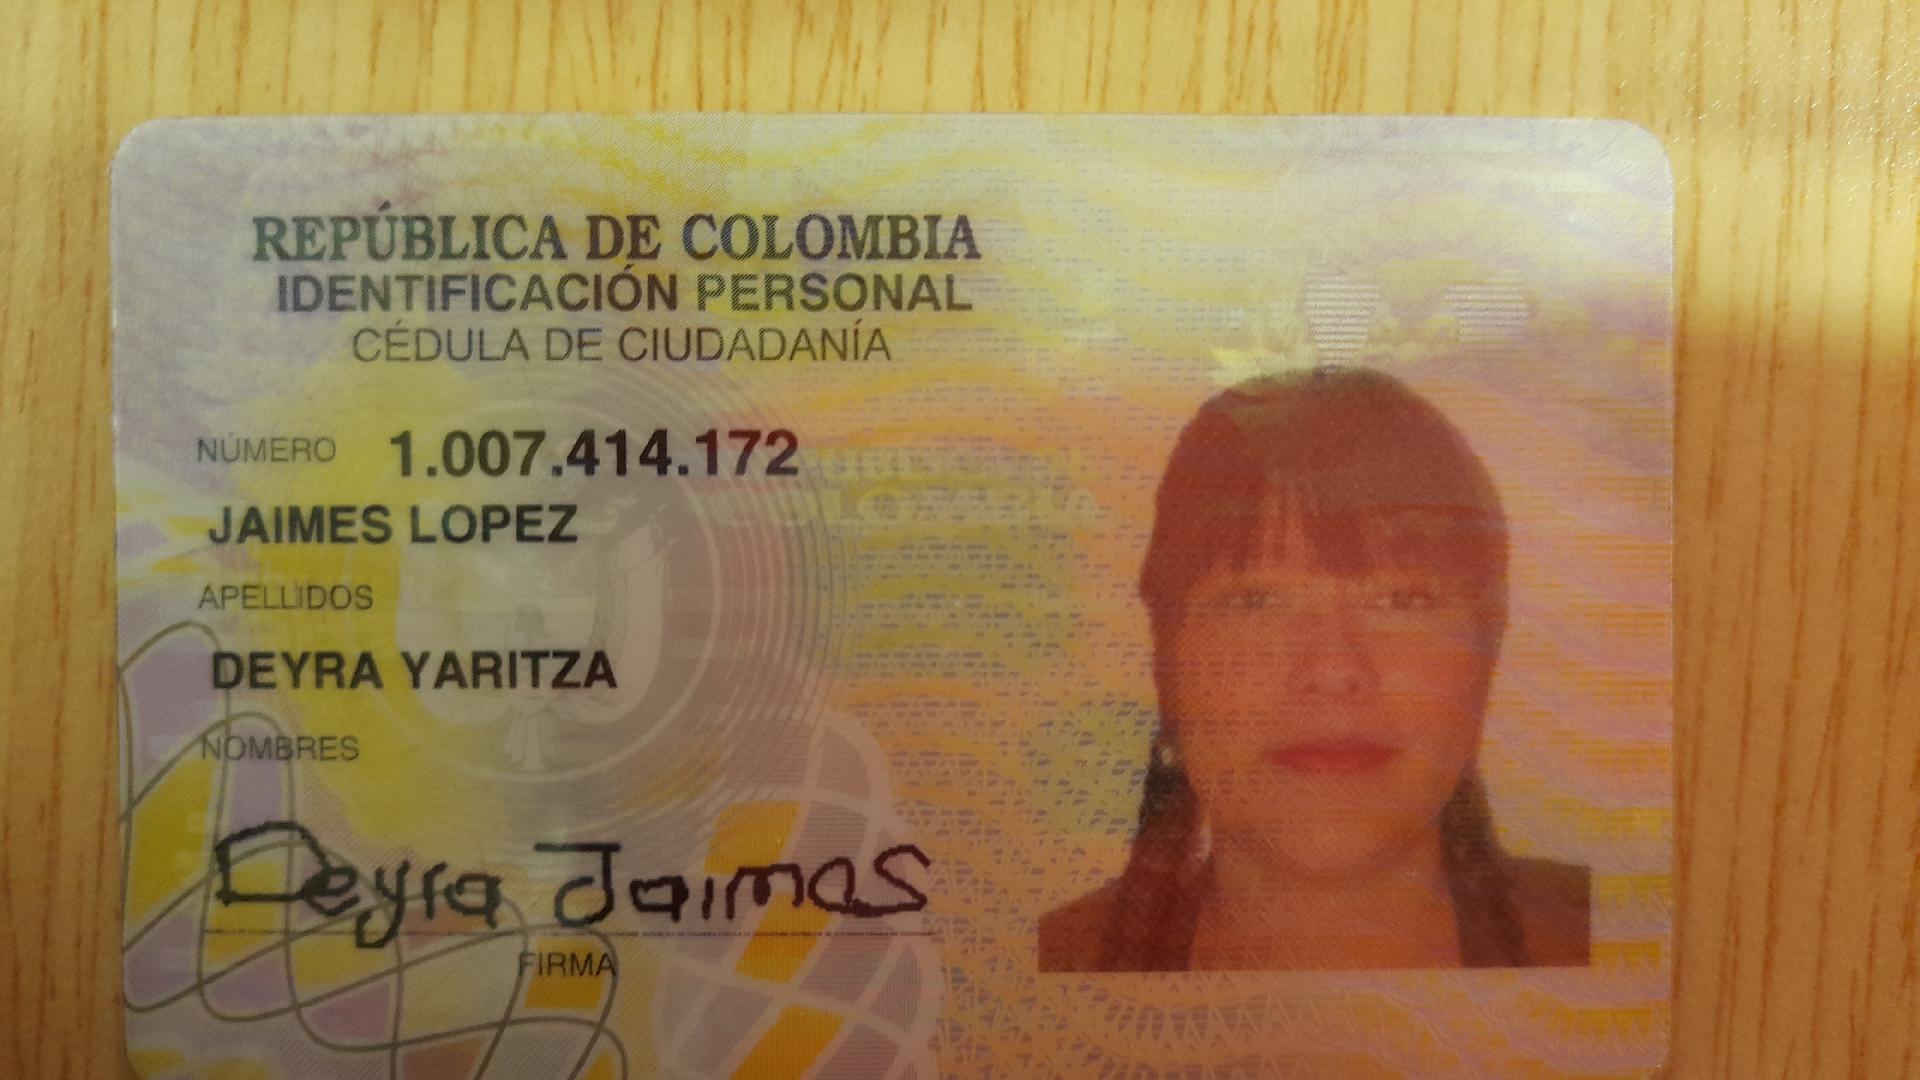 REPÚBLICA DE COLOMBIA
IDENTIFICACIÓN PERSONAL
CÉDULA DE CIUDADANÍA
NÚMERO 1.007.414.172
JAIMES LOPEZ
APELLIDOS
DEYRA YARITZA
NOMBRES
Deyra Jaimes
FIRMA